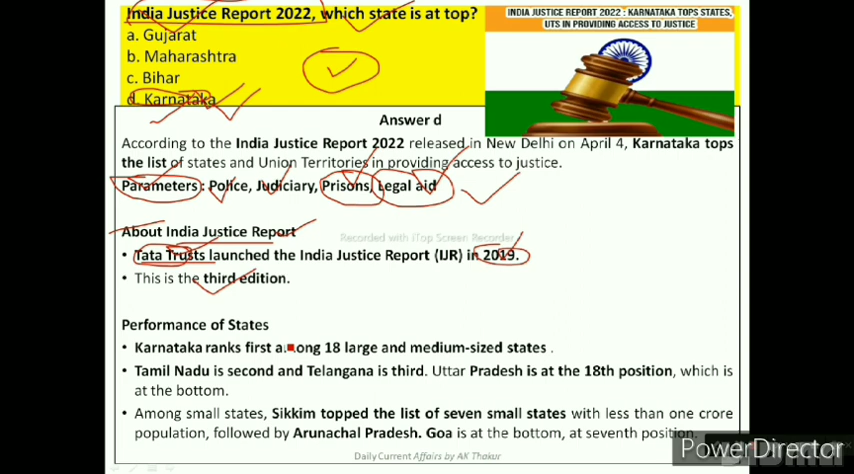 India Justice Report 2022, which state is at top?
a. Gujarat
b. Maharashtra
c. Bihar
d. Karnataka
INDIA JUSTICE REPORT 2022 : KARNATAKA TOPS STATES,
UTS IN PROVIDING ACCESS TO JUSTICE
Answer d
According to the India Justice Report 2022 released in New Delhi on April 4, Karnataka tops
the list of states and Union Territories in providing access to justice.
Parameters : Police, Judiciary, Prisons, Legal aid
About India Justice Report
Recorded with iTop Screen Recorder
• Tata Trusts launched the India Justice Report (IJR) in 2019.
• This is the third edition.
Performance of States
• Karnataka ranks first among 18 large and medium-sized states .
• Tamil Nadu is second and Telangana is third. Uttar Pradesh is at the 18th position, which is
at the bottom.
• Among small states, Sikkim topped the list of seven small states with less than one crore
population, followed by Arunachal Pradesh. Goa is at the bottom, at seventh position.
Daily Current Affairs by AK Thakur
PowerDirector